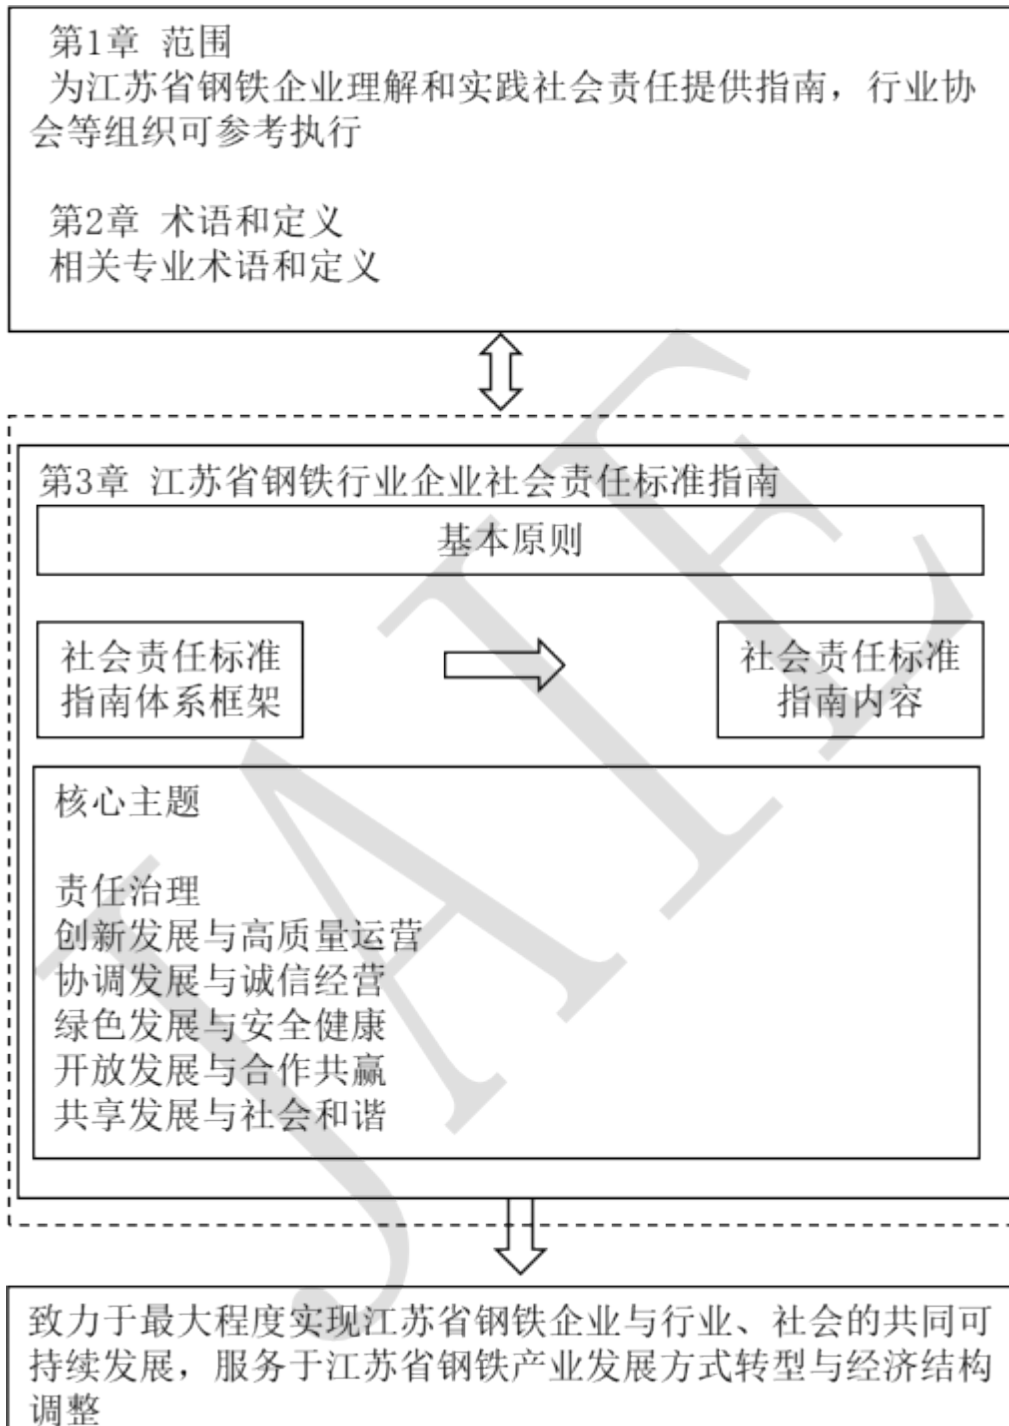 第1章 范围
为江苏省钢铁企业理解和实践社会责任提供指南，行业协
会等组织可参考执行
第2章 术语和定义
相关专业术语和定义
第3章 江苏省钢铁行业企业社会责任标准指南
基本原则
社会责任标准
指南体系框架
社会责任标准
指南内容
核心主题
责任治理
创新发展与高质量运营
协调发展与诚信经营
绿色发展与安全健康
开放发展与合作共赢
共享发展与社会和谐
致力于最大程度实现江苏省钢铁企业与行业、社会的共同可
持续发展，服务于江苏省钢铁产业发展方式转型与经济结构
调整
JAIE